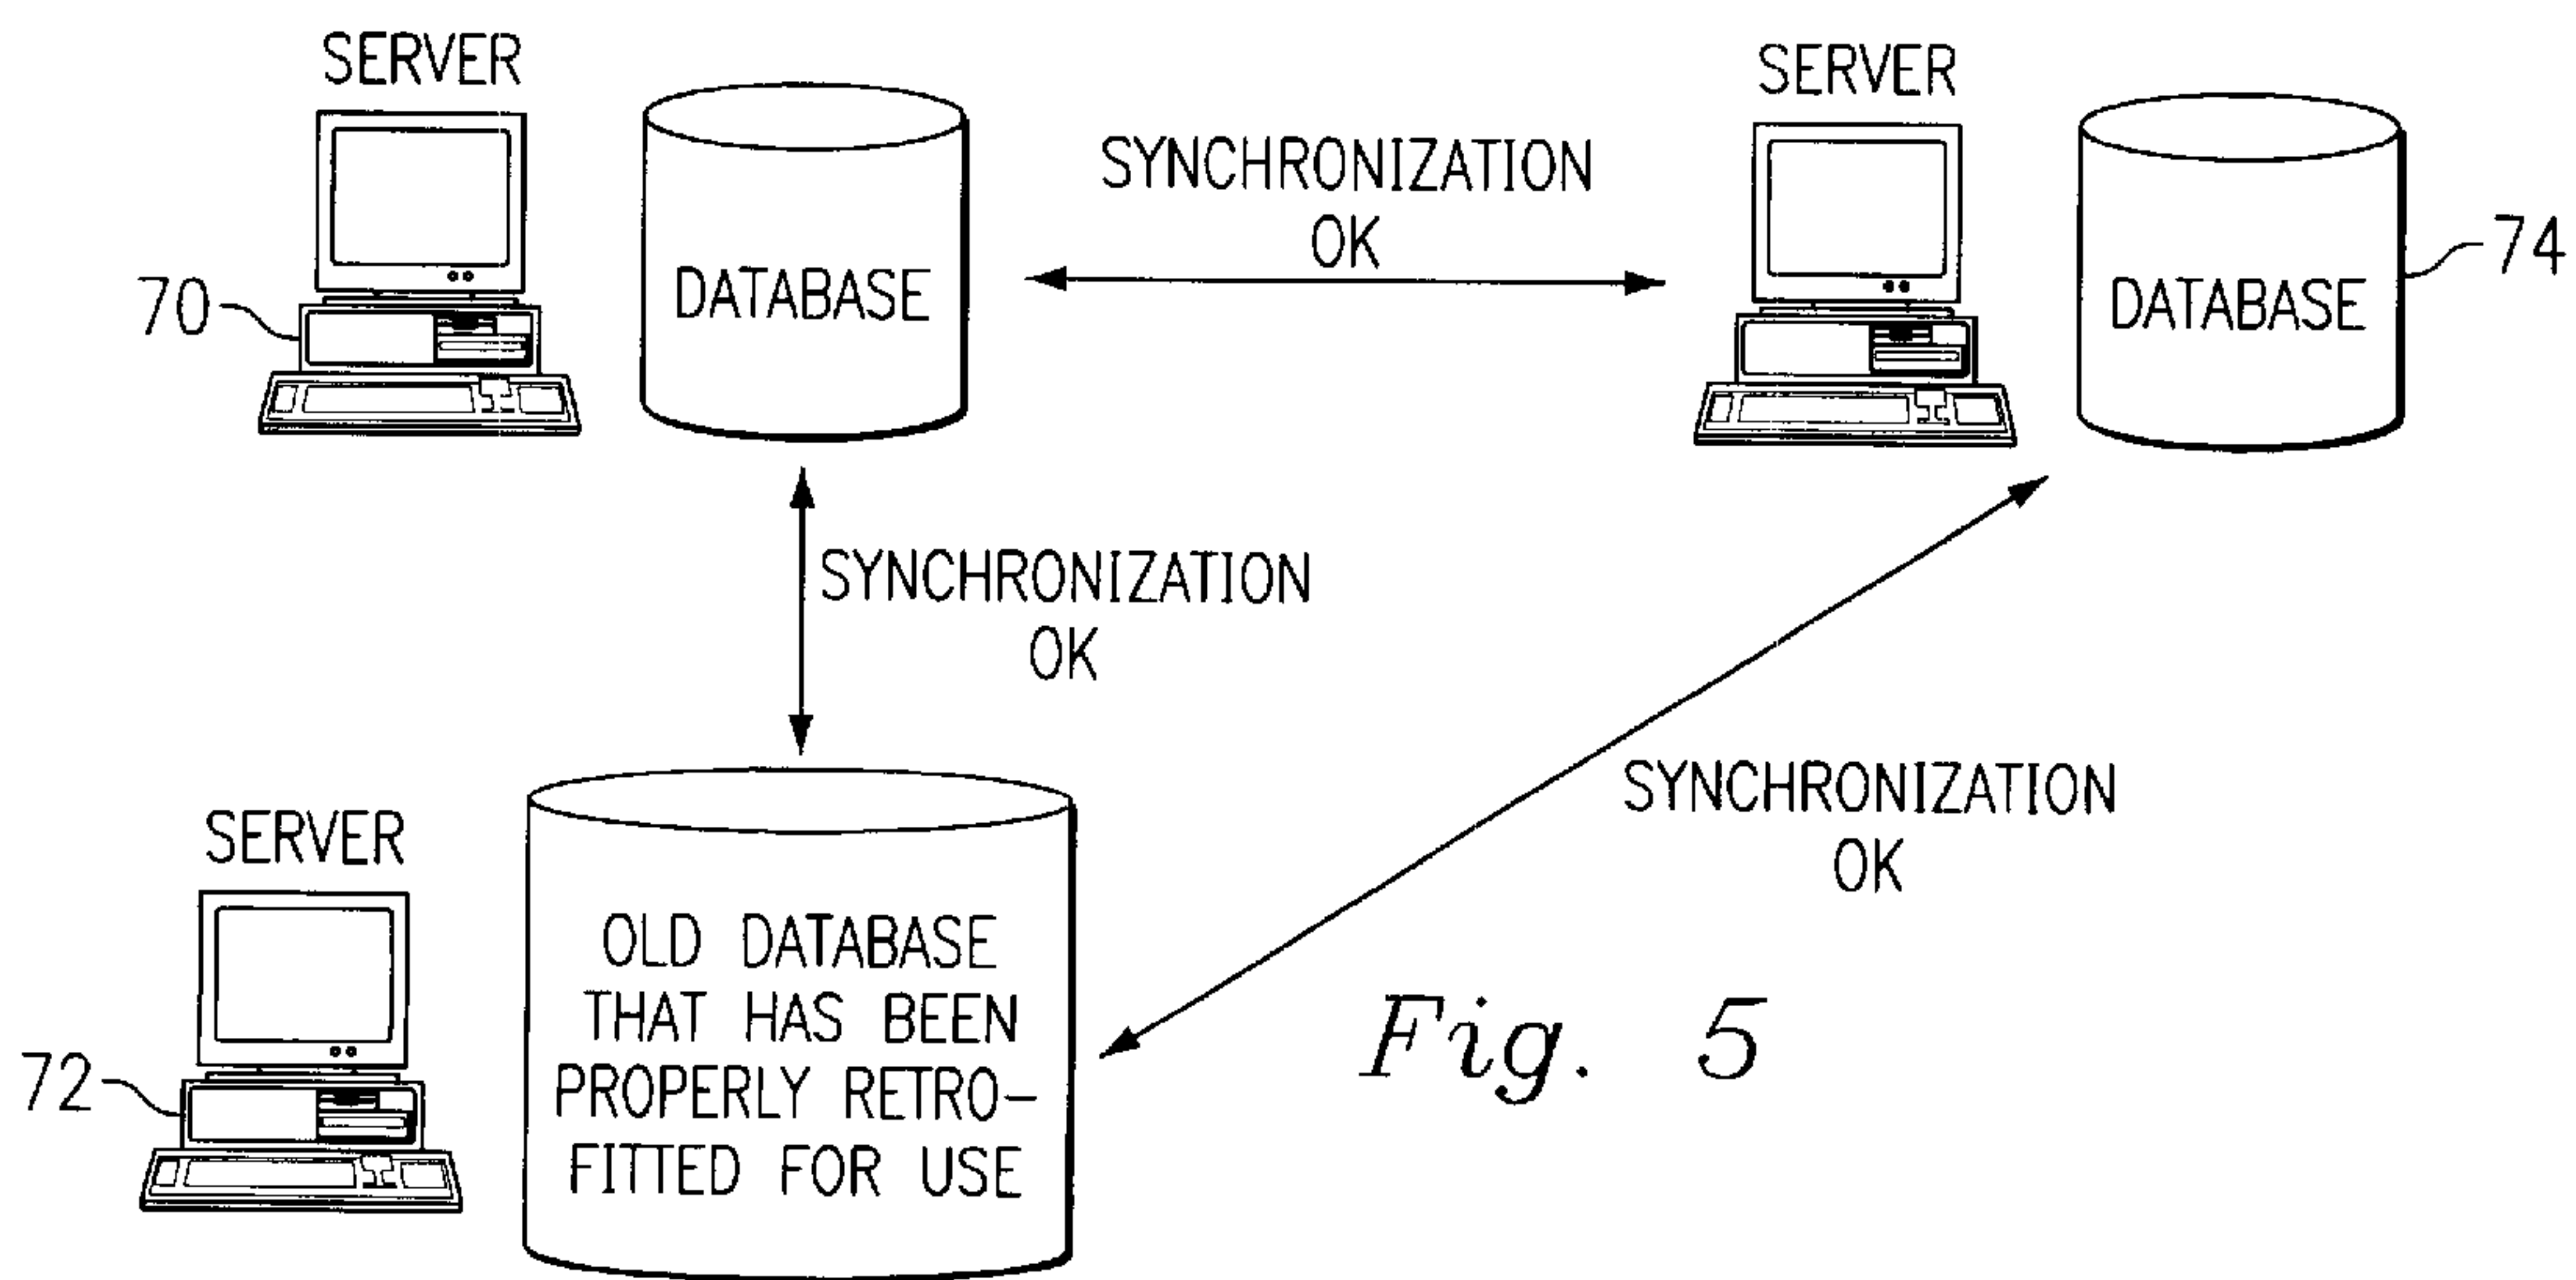 SERVER
SERVER
SYNCHRONIZATION
OK
70
DATABASE
DATABASE
74
SYNCHRONIZATION
OK
SYNCHRONIZATION
OK
SERVER
72
OLD DATABASE
THAT HAS BEEN
PROPERLY RETRO-
FITTED FOR USE
Fig. 5